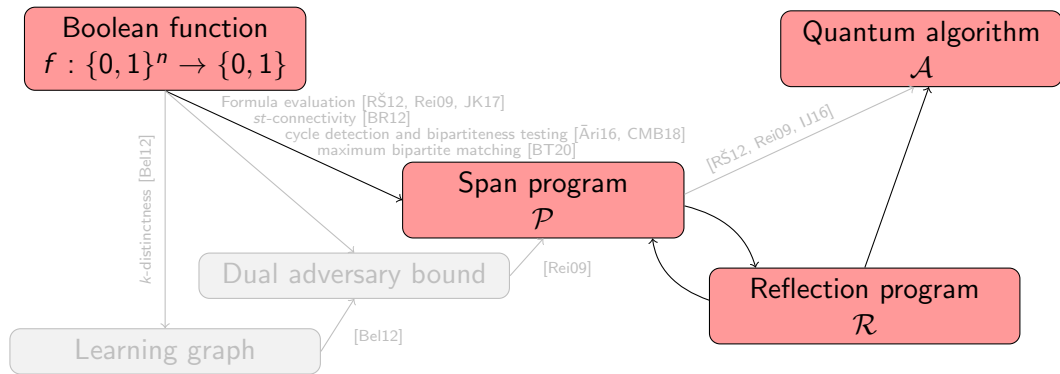 Boolean function
f : {0, 1}ⁿ → {0, 1}
Quantum algorithm
𝒜
Formula evaluation [RŠ12, Rei09, JK17]
st-connectivity [BR12]
cycle detection and bipartiteness testing [Āri16, CMB18]
maximum bipartite matching [BT20]
[RŠ12, Rei09, IJ16]
k-distinctness [Bel12]
Span program
𝒫
Dual adversary bound
[Rei09]
Reflection program
ℛ
Learning graph
[Bel12]